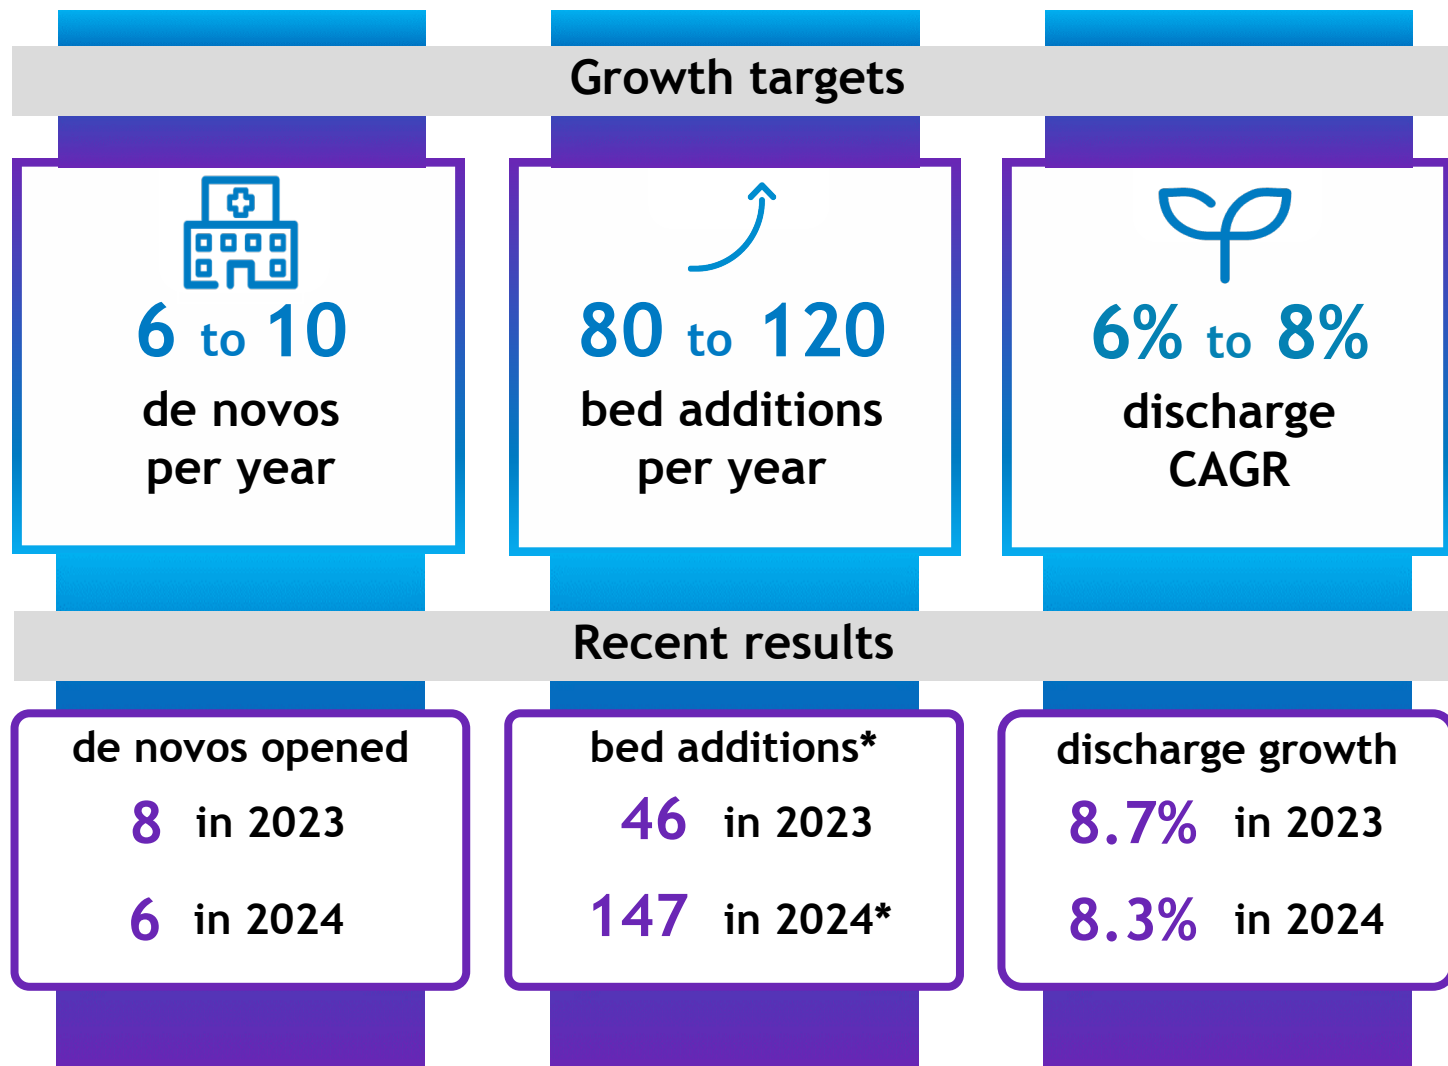 Growth targets
6 to 10
de novos
per year
80 to 120
bed additions
per year
6% to 8%
discharge
CAGR
Recent results
de novos opened
8 in 2023
6 in 2024
bed additions*
46 in 2023
147 in 2024*
discharge growth
8.7% in 2023
8.3% in 2024